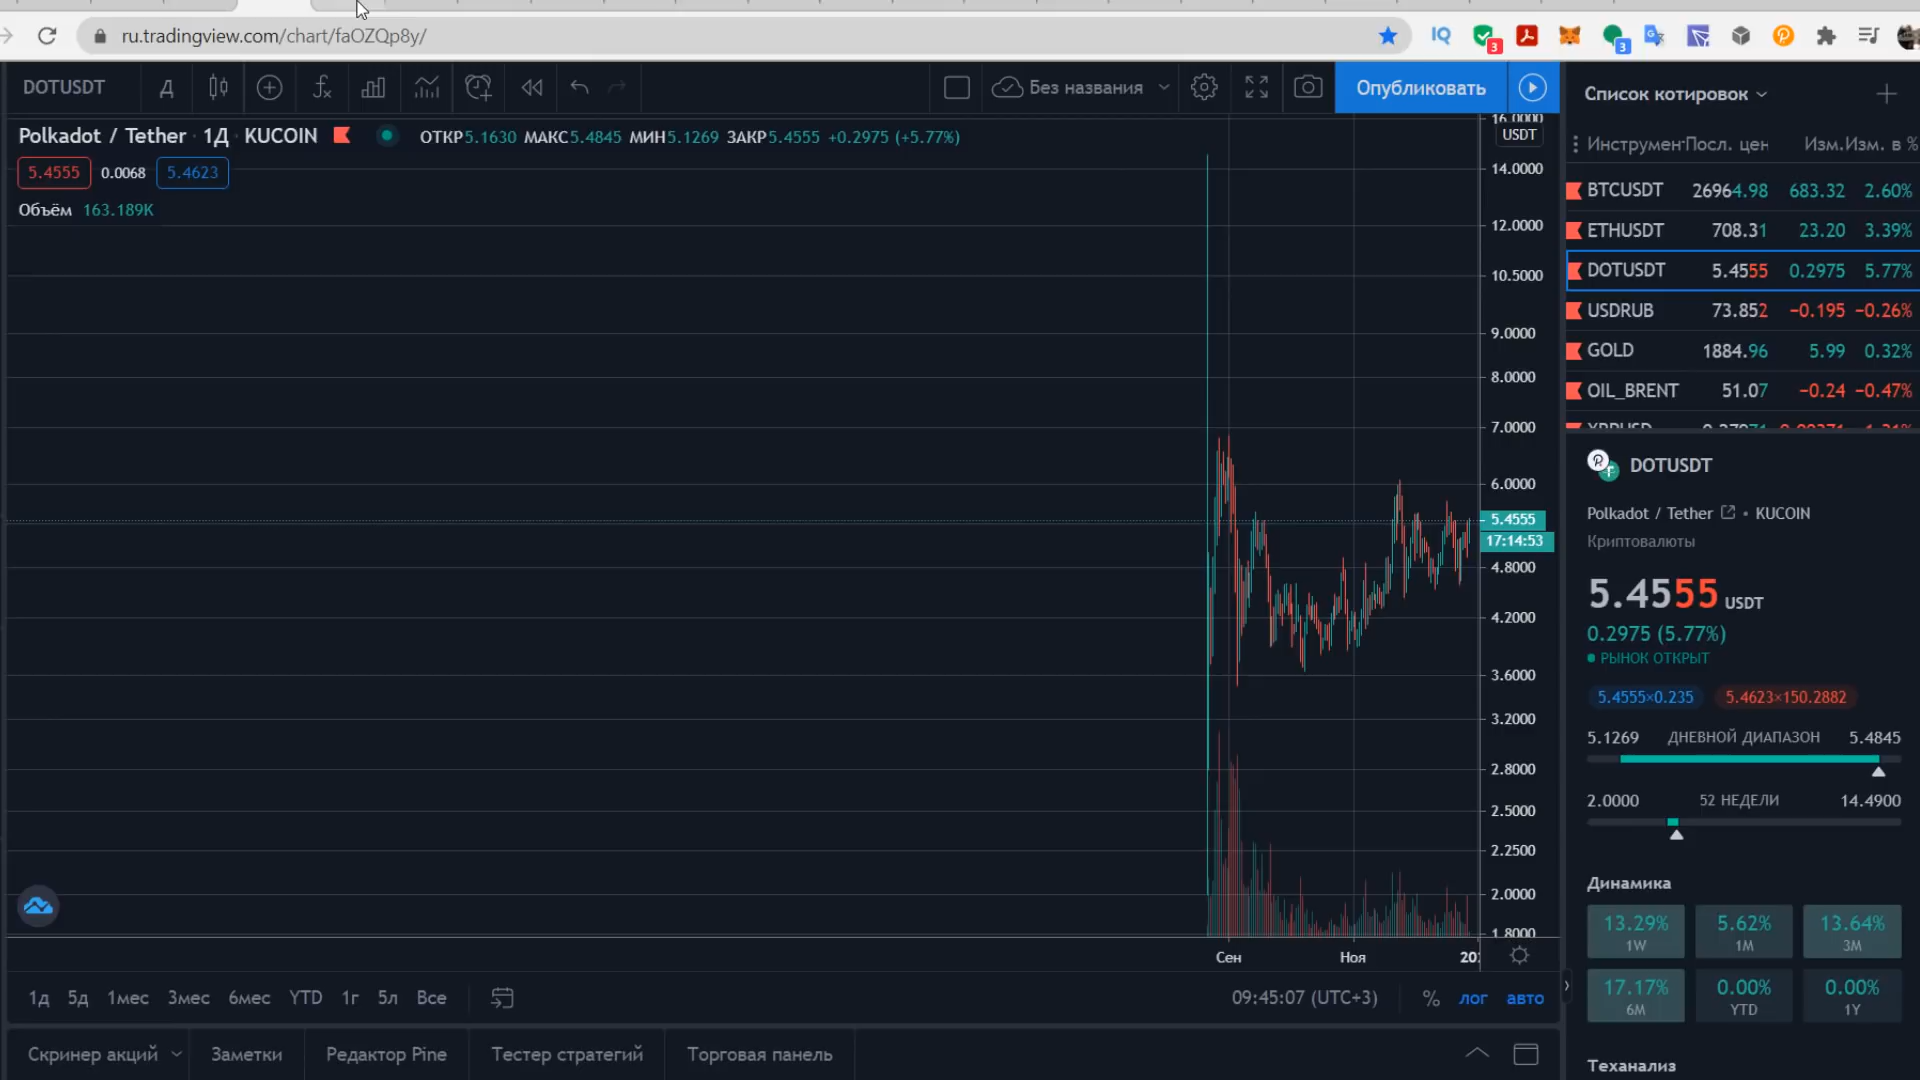 ru.tradingview.com/chart/faOZQp8y/
IQ
3
3
DOTUSDT
Д
Без названия
Опубликовать
Polkadot / Tether · 1Д · KUCOIN
ОТКР5.1630 МАКС5.4845 МИН5.1269 ЗАКР5.4555 +0.2975 (+5.77%)
5.4555 0.0068 5.4623
Объём 163.189K
16.0000
USDT
14.0000
12.0000
10.5000
9.0000
8.0000
7.0000
6.0000
5.4555
17:14:53
4.8000
4.2000
3.6000
3.2000
2.8000
2.5000
2.2500
2.0000
1.8000
Сен Ноя 20
1д 5д 1мес 3мес 6мес YTD 1г 5л Все
09:45:07 (UTC+3) % лог авто
Скринер акций Заметки Редактор Pine Тестер стратегий Торговая панель
Список котировок
Инструмен Посл. цен Изм. Изм. в %
BTCUSDT 26964.98 683.32 2.60%
ETHUSDT 708.31 23.20 3.39%
DOTUSDT 5.4555 0.2975 5.77%
USDRUB 73.852 −0.195 −0.26%
GOLD 1884.96 5.99 0.32%
OIL_BRENT 51.07 −0.24 −0.47%
DOTUSDT
Polkadot / Tether • KUCOIN
Криптовалюты
5.4555 USDT
0.2975 (5.77%)
РЫНОК ОТКРЫТ
5.4555×0.235 5.4623×150.2882
5.1269 ДНЕВНОЙ ДИАПАЗОН 5.4845
2.0000 52 НЕДЕЛИ 14.4900
Динамика
13.29% 5.62% 13.64%
1W 1M 3M
17.17% 0.00% 0.00%
6M YTD 1Y
Теханализ